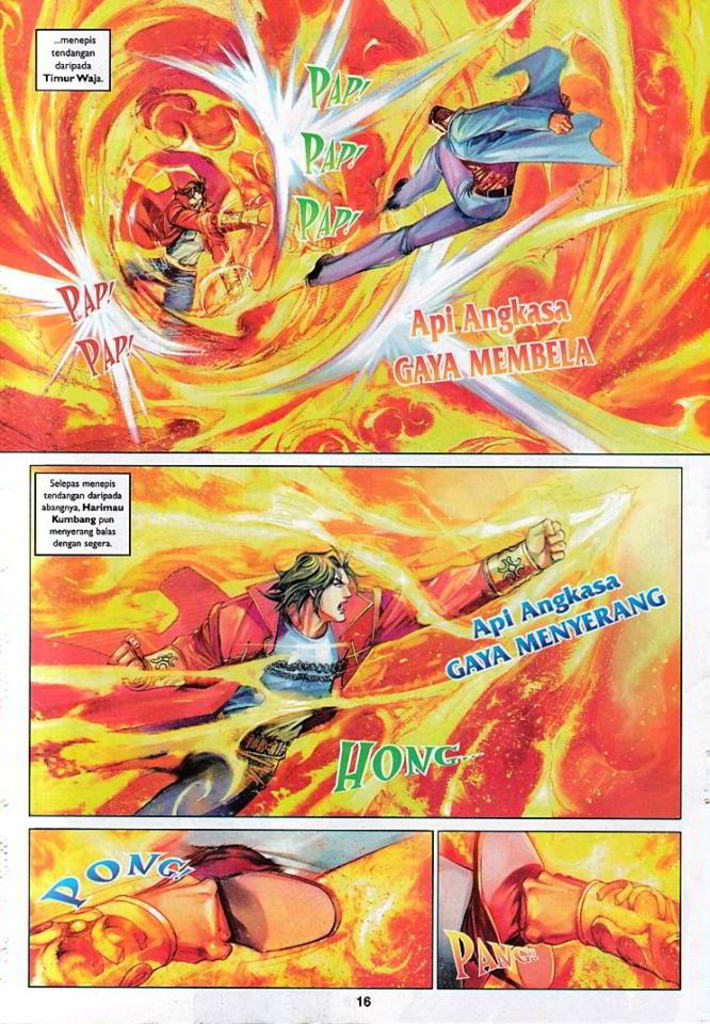 ...menepis
tendangan
daripada
Timur Waja.
PAP!
PAP!
PAP!
PAP!
PAP!
Api Angkasa
GAYA MEMBELA
Selepas menepis
tendangan daripada
abangnya, Harimau
Kumbang pun
menyerang balas
dengan segera.
Api Angkasa
GAYA MENYERANG
HONG...
PONG!
PANG!
16